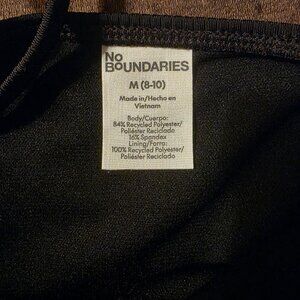 No
BOUNDARIES
M (8-10)
Made in/Hecho en
Vietnam
Body/Cuerpo:
84% Recycled Polyester/
Poliéster Reciclado
16% Spandex
Lining/Forro:
100% Recycled Polyester/
Poliéster Reciclado